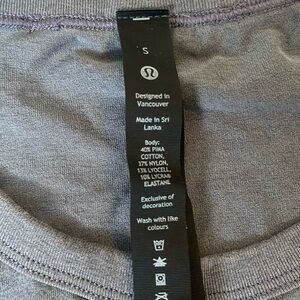 S
Designed in
Vancouver
Made in Sri
Lanka
Body:
40% PIMA
COTTON,
37% NYLON,
13% LYOCELL,
10% LYCRA®
ELASTANE
Exclusive of
decoration
Wash with like
colours